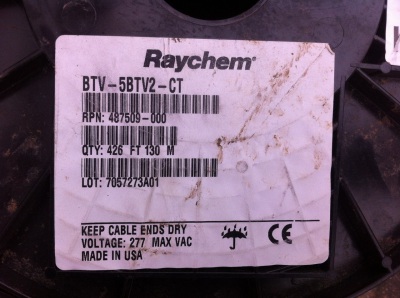 Raychem
BTV-5BTV2-CT
RPN: 487509-000
QTY: 426 FT 130 M
LOT: 7057273A01
KEEP CABLE ENDS DRY
VOLTAGE: 277 MAX VAC
MADE IN USA
CE